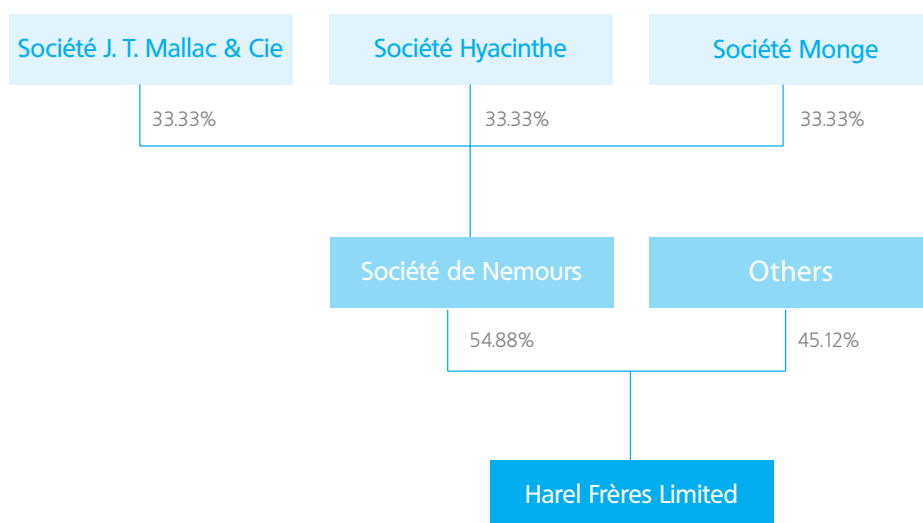 Société J. T. Mallac & Cie
Société Hyacinthe
Société Monge
33.33%
33.33%
33.33%
Société de Nemours
Others
54.88%
45.12%
Harel Frères Limited